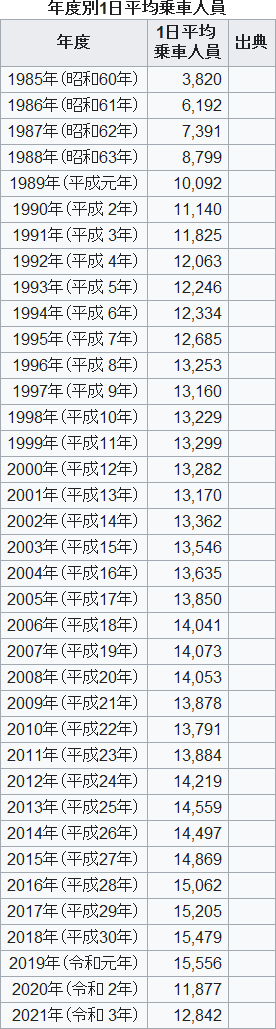 年度別1日平均乗車人員
年度 1日平均 出典
乗車人員
1985年(昭和60年) 3,820
1986年(昭和61年) 6,192
1987年(昭和62年) 7,391
1988年(昭和63年) 8,799
1989年(平成元年) 10,092
1990年(平成 2年) 11,140
1991年(平成 3年) 11,825
1992年(平成 4年) 12,063
1993年(平成 5年) 12,246
1994年(平成 6年) 12,334
1995年(平成 7年) 12,685
1996年(平成 8年) 13,253
1997年(平成 9年) 13,160
1998年(平成10年) 13,229
1999年(平成11年) 13,299
2000年(平成12年) 13,282
2001年(平成13年) 13,170
2002年(平成14年) 13,362
2003年(平成15年) 13,546
2004年(平成16年) 13,635
2005年(平成17年) 13,850
2006年(平成18年) 14,041
2007年(平成19年) 14,073
2008年(平成20年) 14,053
2009年(平成21年) 13,878
2010年(平成22年) 13,791
2011年(平成23年) 13,884
2012年(平成24年) 14,219
2013年(平成25年) 14,559
2014年(平成26年) 14,497
2015年(平成27年) 14,869
2016年(平成28年) 15,062
2017年(平成29年) 15,205
2018年(平成30年) 15,479
2019年(令和元年) 15,556
2020年(令和 2年) 11,877
2021年(令和 3年) 12,842